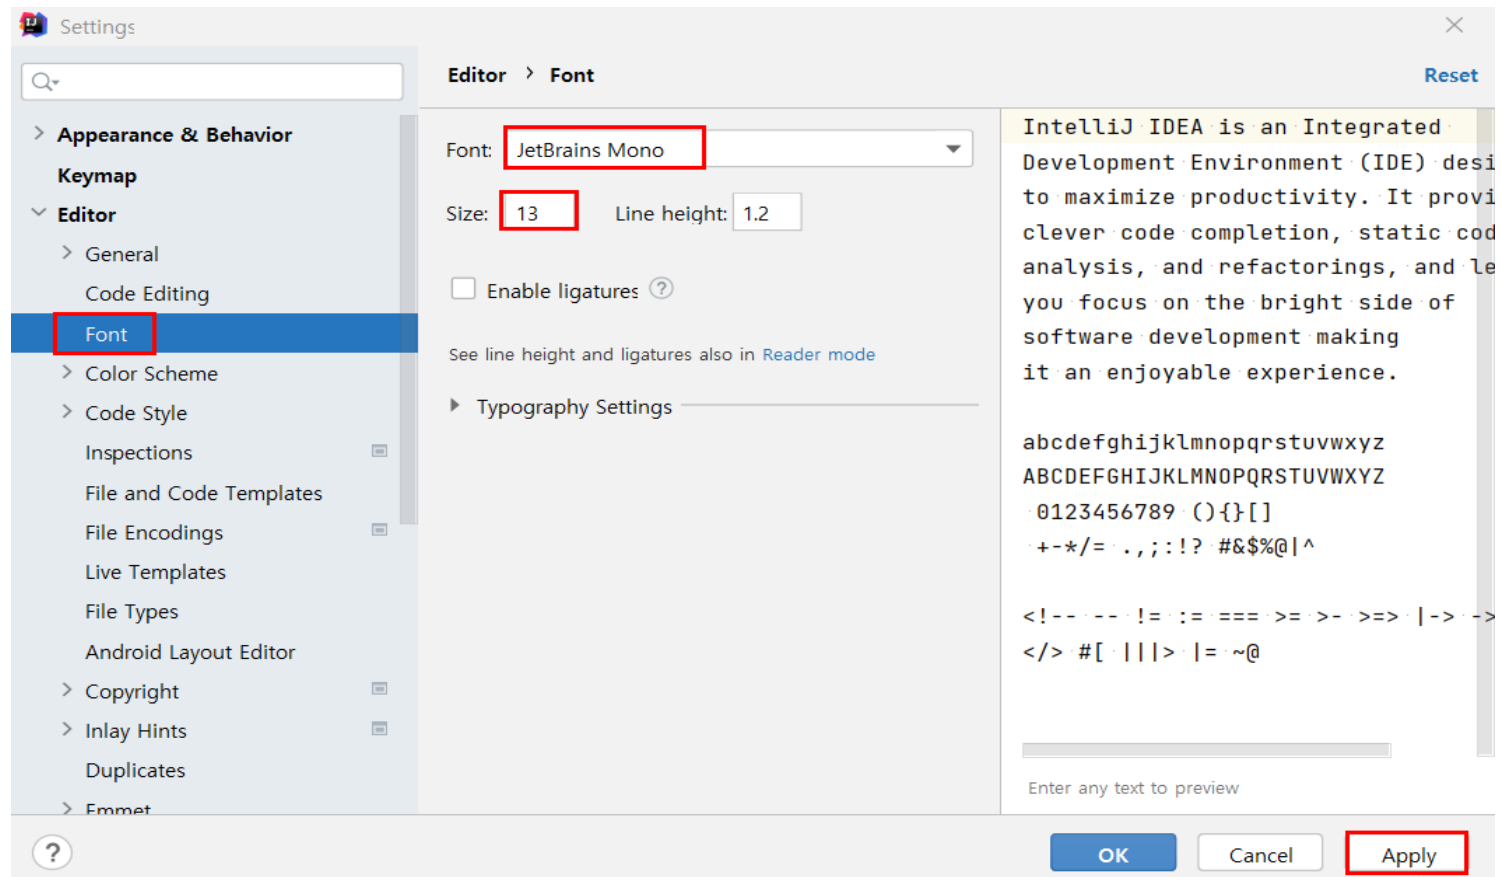 Settings
Editor > Font
Reset
Appearance & Behavior
Keymap
Editor
General
Code Editing
Font
Color Scheme
Code Style
Inspections
File and Code Templates
File Encodings
Live Templates
File Types
Android Layout Editor
Copyright
Inlay Hints
Duplicates
Emmet
Font: JetBrains Mono
Size: 13 Line height: 1.2
Enable ligatures ?
See line height and ligatures also in Reader mode
Typography Settings
IntelliJ IDEA is an Integrated
Development Environment (IDE) desi
to maximize productivity. It provi
clever code completion, static cod
analysis, and refactorings, and le
you focus on the bright side of
software development making
it an enjoyable experience.
abcdefghijklmnopqrstuvwxyz
ABCDEFGHIJKLMNOPQRSTUVWXYZ
0123456789 (){}[]
+-*/= .,;:!? #&$%@|^
<!-- -- != := === >= >- >=> |-> ->
</> #[ |||> |= ~@
Enter any text to preview
?
OK
Cancel
Apply